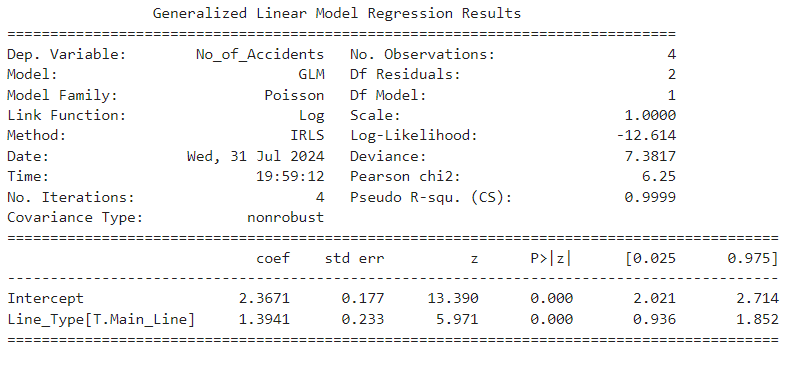 Generalized Linear Model Regression Results
==============================================================================
Dep. Variable: No_of_Accidents No. Observations: 4
Model: GLM Df Residuals: 2
Model Family: Poisson Df Model: 1
Link Function: Log Scale: 1.0000
Method: IRLS Log-Likelihood: -12.614
Date: Wed, 31 Jul 2024 Deviance: 7.3817
Time: 19:59:12 Pearson chi2: 6.25
No. Iterations: 4 Pseudo R-squ. (CS): 0.9999
Covariance Type: nonrobust
==========================================================================================
coef std err z P>|z| [0.025 0.975]
------------------------------------------------------------------------------------------
Intercept 2.3671 0.177 13.390 0.000 2.021 2.714
Line_Type[T.Main_Line] 1.3941 0.233 5.971 0.000 0.936 1.852
==========================================================================================